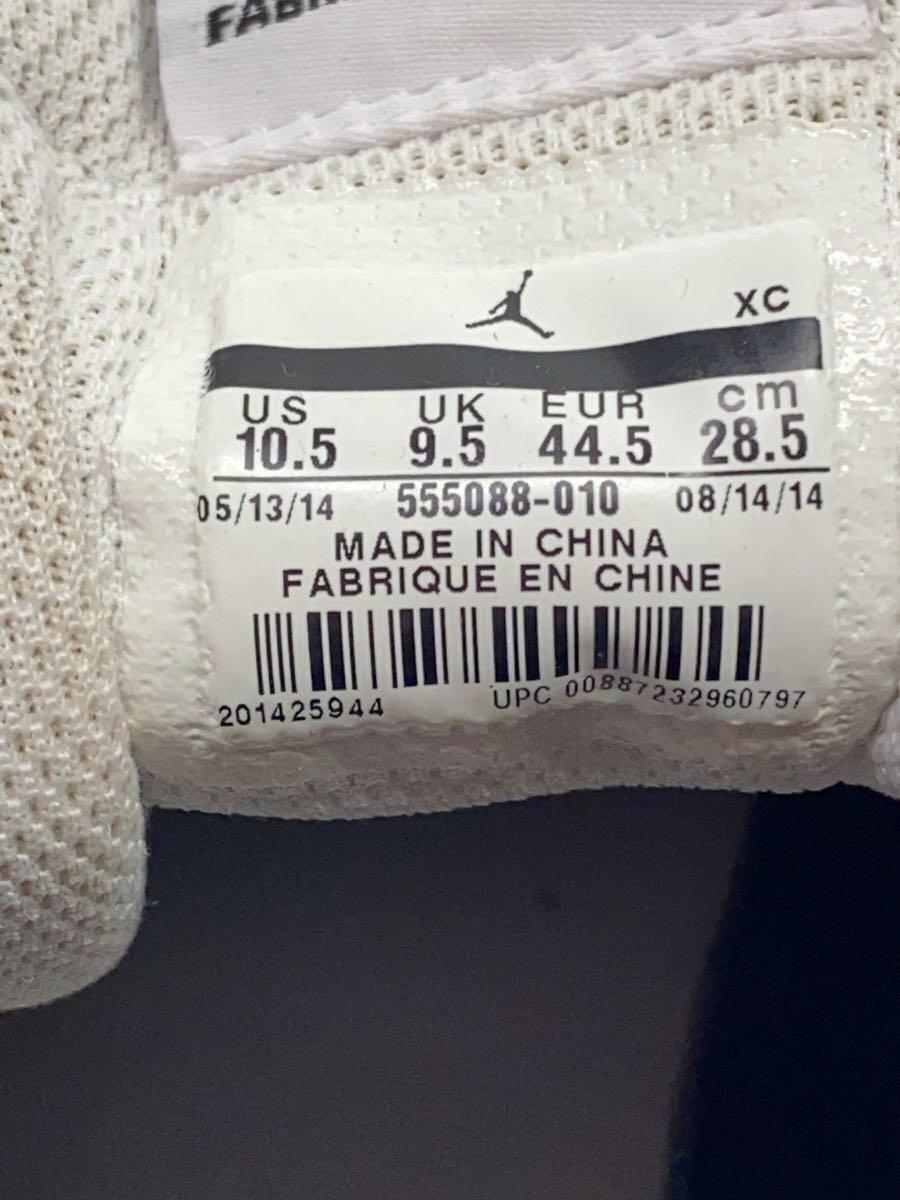 FABR
XC
US UK EUR cm
10.5 9.5 44.5 28.5
05/13/14 555088-010 08/14/14
MADE IN CHINA
FABRIQUE EN CHINE
201425944 UPC 00887232960797